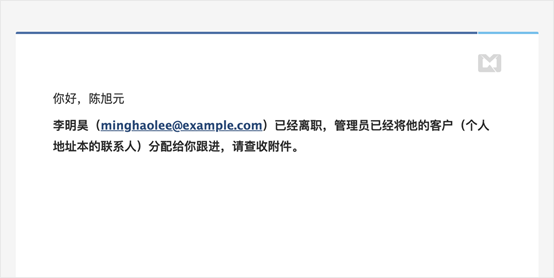 你好，陈旭元
李明昊（minghaolee@example.com）已经离职，管理员已经将他的客户（个人
地址本的联系人）分配给你跟进，请查收附件。